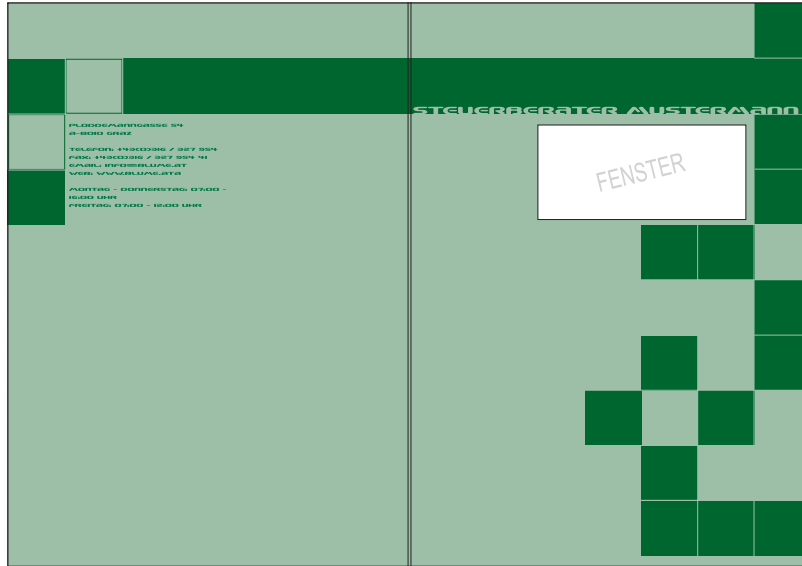 STEUERBERATER MUSTERMANN
PLODDEMANNGASSE 54
A-8010 GRAZ
TELEFON: +43(0)316 / 327 954
FAX: +43(0)316 / 327 954 41
EMAIL: INFO@BLUME.AT
WEB: WWW.BLUME.ATA
MONTAG - DONNERSTAG: 07:00 -
16:00 UHR
FREITAG: 07:00 - 12:00 UHR
FENSTER